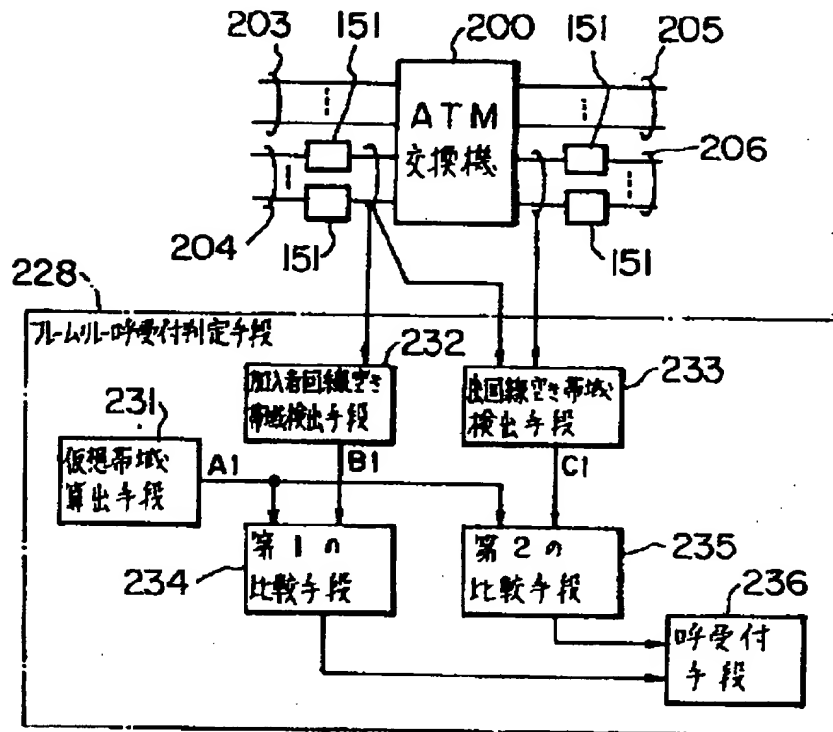 203
151
200
151
205
ATM
交換機
206
204
151
151
228
フレームリレー呼受付判定手段
232
加入者回線空き
帯域検出手段
233
出回線空き帯域
検出手段
231
仮想帯域
算出手段
A1
B1
C1
234
第1の
比較手段
第2の
比較手段
235
236
呼受付
手段